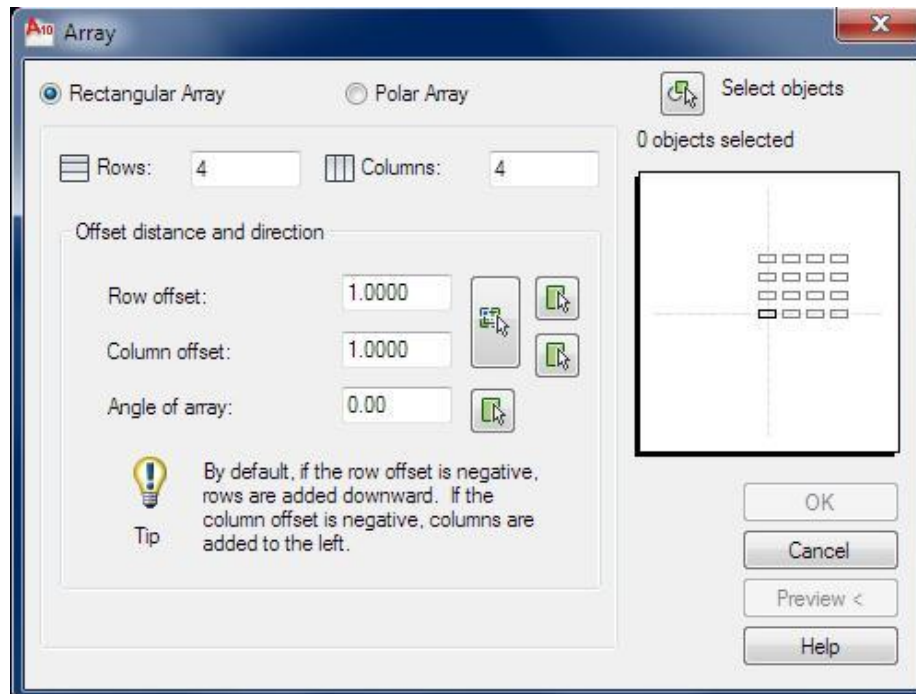 A10 Array
Rectangular Array Polar Array Select objects
0 objects selected
Rows: 4 Columns: 4
Offset distance and direction
Row offset: 1.0000
Column offset: 1.0000
Angle of array: 0.00
By default, if the row offset is negative,
rows are added downward. If the
column offset is negative, columns are
added to the left.
Tip
OK
Cancel
Preview <
Help